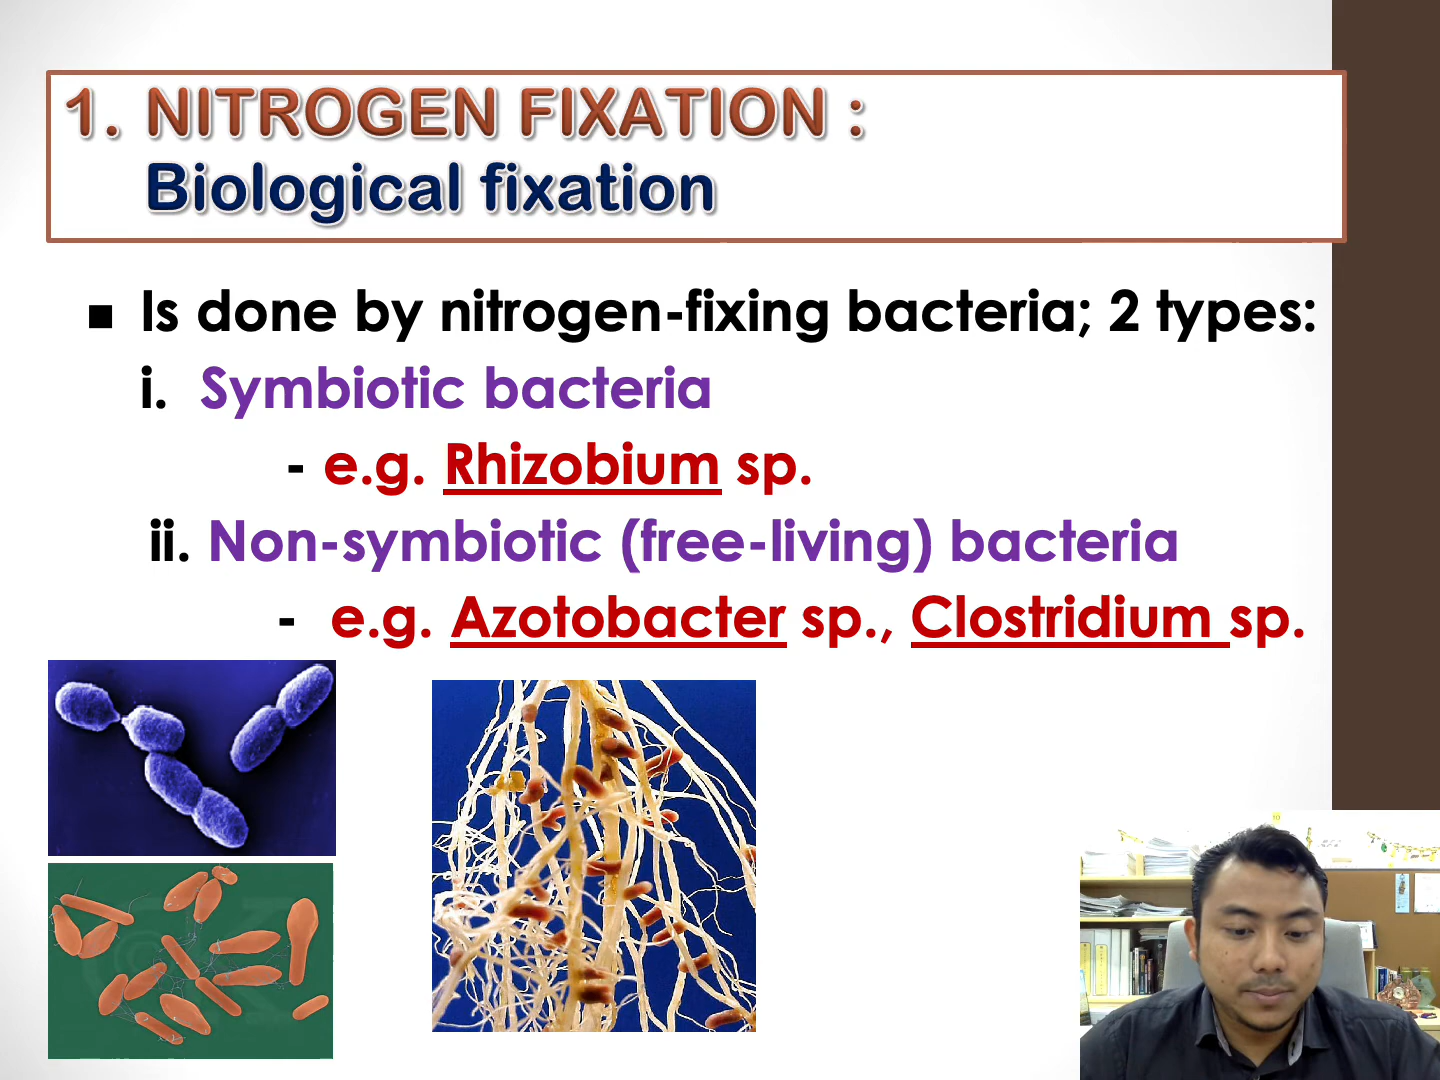 1. NITROGEN FIXATION :
Biological fixation
■ Is done by nitrogen-fixing bacteria; 2 types:
i. Symbiotic bacteria
- e.g. Rhizobium sp.
ii. Non-symbiotic (free-living) bacteria
- e.g. Azotobacter sp., Clostridium sp.